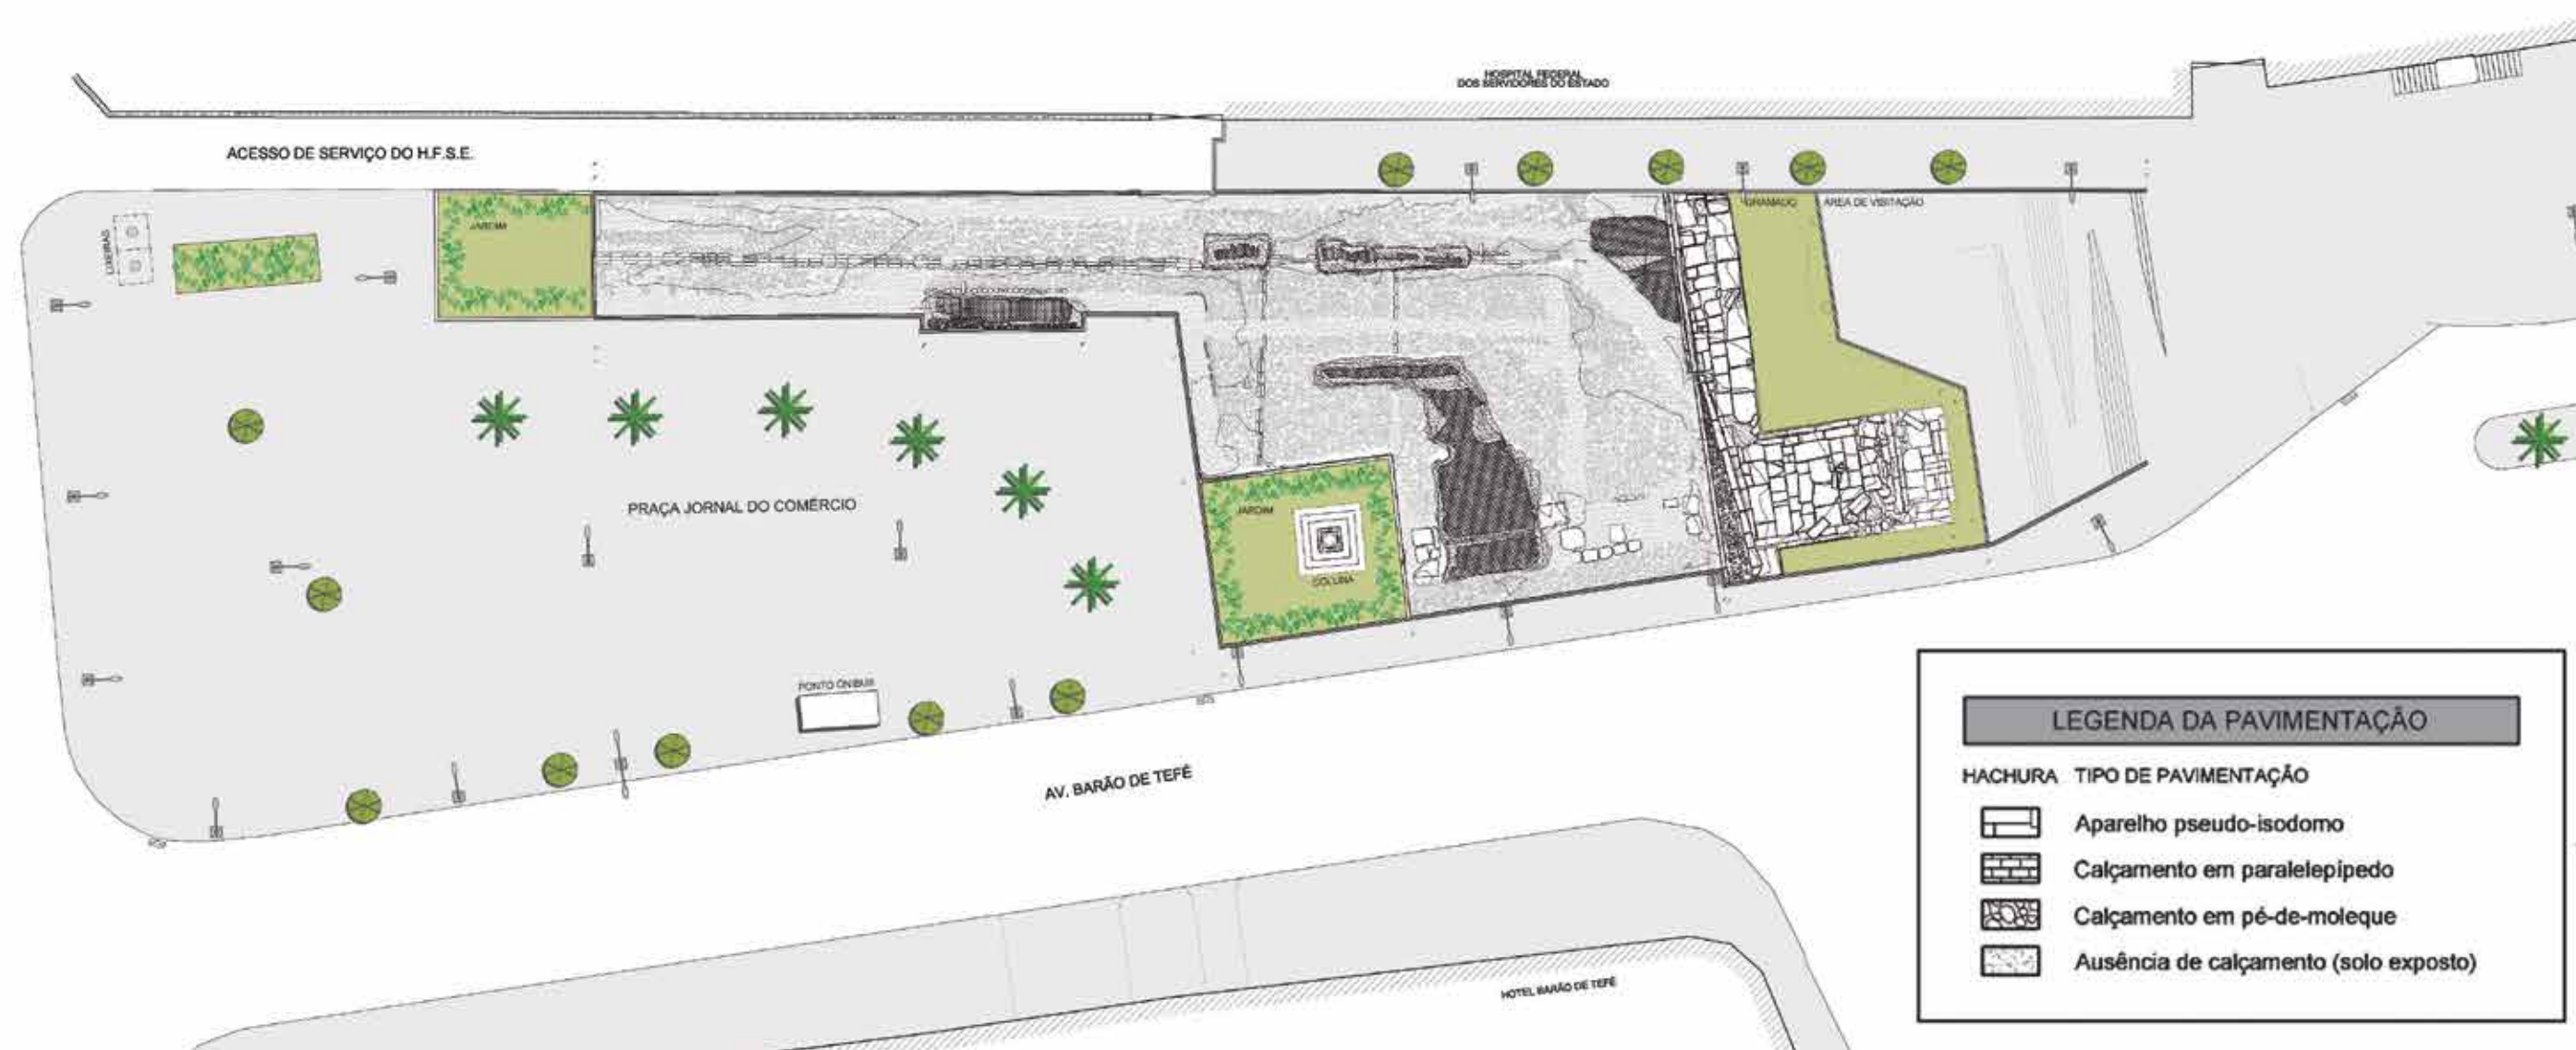 HOSPITAL FEDERAL
DOS SERVIDORES DO ESTADO
ACESSO DE SERVIÇO DO H.F.S.E.
LIXEIRAS
JARDIM
GRAMADO
ÁREA DE VISITAÇÃO
PRAÇA JORNAL DO COMÉRCIO
JARDIM
COLUNA
PONTO ÔNIBUS
AV. BARÃO DE TEFÉ
HOTEL BARÃO DE TEFÉ
LEGENDA DA PAVIMENTAÇÃO
HACHURA TIPO DE PAVIMENTAÇÃO
Aparelho pseudo-isodomo
Calçamento em paralelepípedo
Calçamento em pé-de-moleque
Ausência de calçamento (solo exposto)